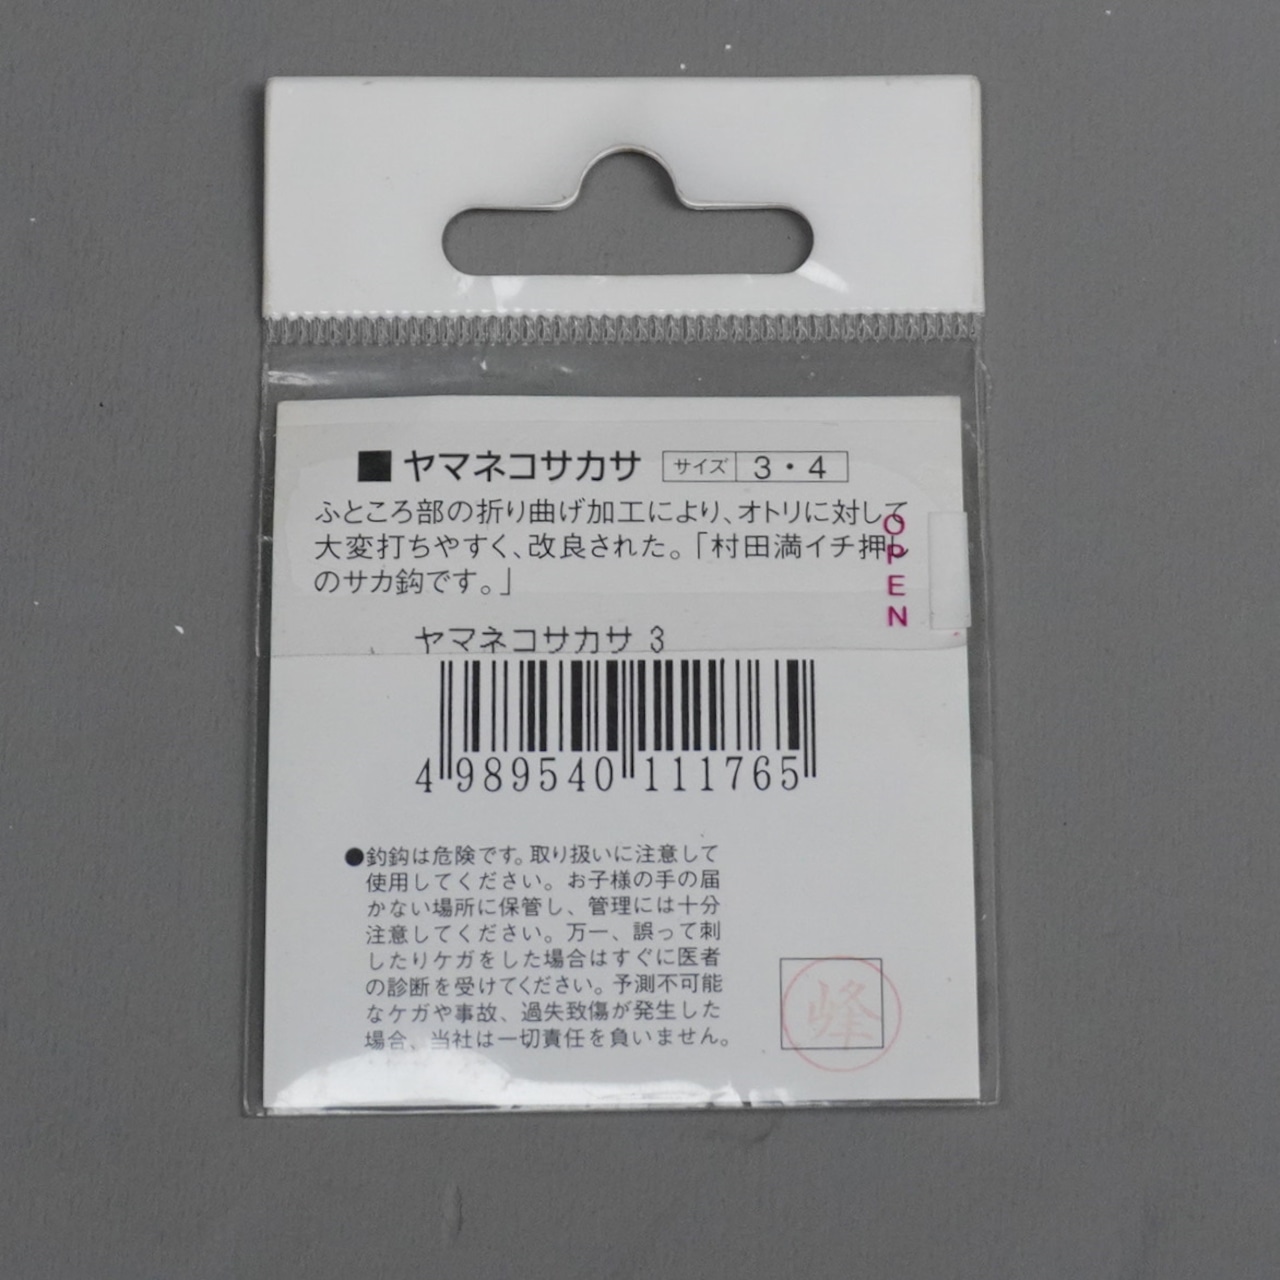 ■ヤマネコサカサ サイズ 3・4
ふところ部の折り曲げ加工により、オトリに対して
大変打ちやすく、改良された。「村田満イチ押し
のサカ鈎です。」
OPEN
ヤマネコサカサ 3
4 989540 111765
●釣鈎は危険です。取り扱いに注意して
使用してください。お子様の手の届
かない場所に保管し、管理には十分
注意してください。万一、誤って刺
したりケガをした場合はすぐに医者
の診断を受けてください。予測不可能
なケガや事故、過失致傷が発生した
場合、当社は一切責任を負いません。
峰